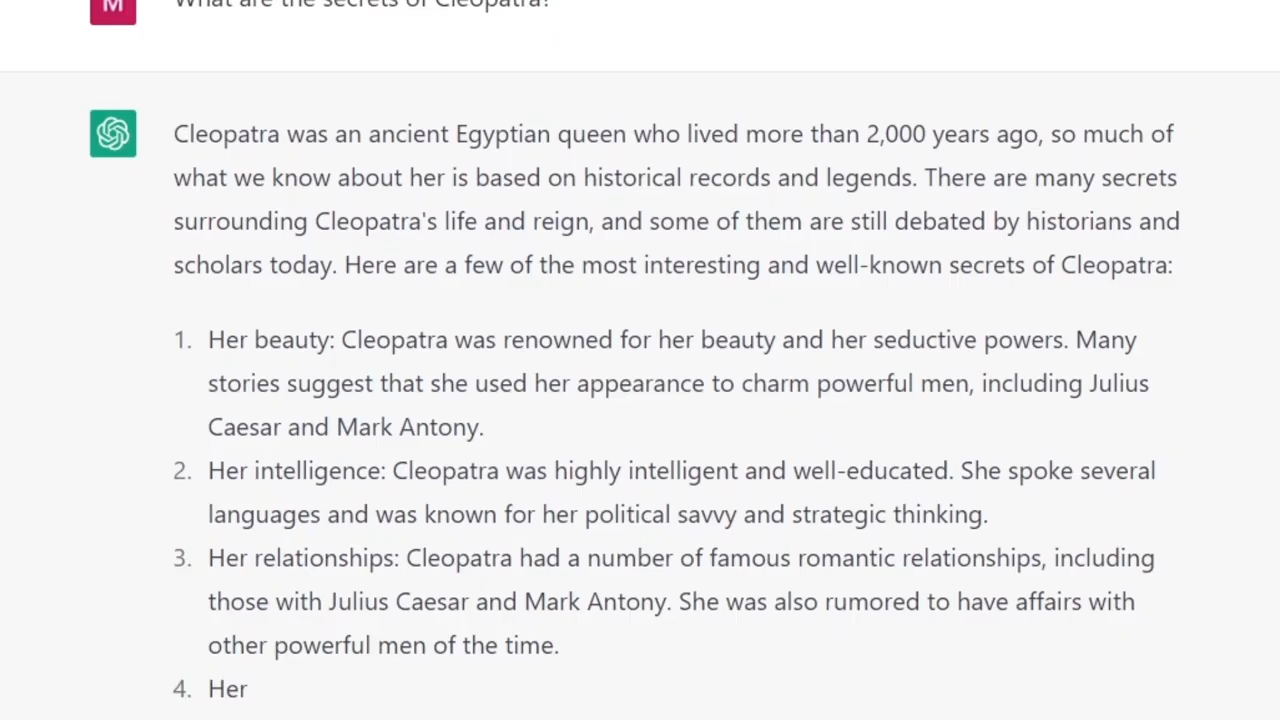 M What are the secrets of Cleopatra?
Cleopatra was an ancient Egyptian queen who lived more than 2,000 years ago, so much of
what we know about her is based on historical records and legends. There are many secrets
surrounding Cleopatra's life and reign, and some of them are still debated by historians and
scholars today. Here are a few of the most interesting and well-known secrets of Cleopatra:
1. Her beauty: Cleopatra was renowned for her beauty and her seductive powers. Many
stories suggest that she used her appearance to charm powerful men, including Julius
Caesar and Mark Antony.
2. Her intelligence: Cleopatra was highly intelligent and well-educated. She spoke several
languages and was known for her political savvy and strategic thinking.
3. Her relationships: Cleopatra had a number of famous romantic relationships, including
those with Julius Caesar and Mark Antony. She was also rumored to have affairs with
other powerful men of the time.
4. Her